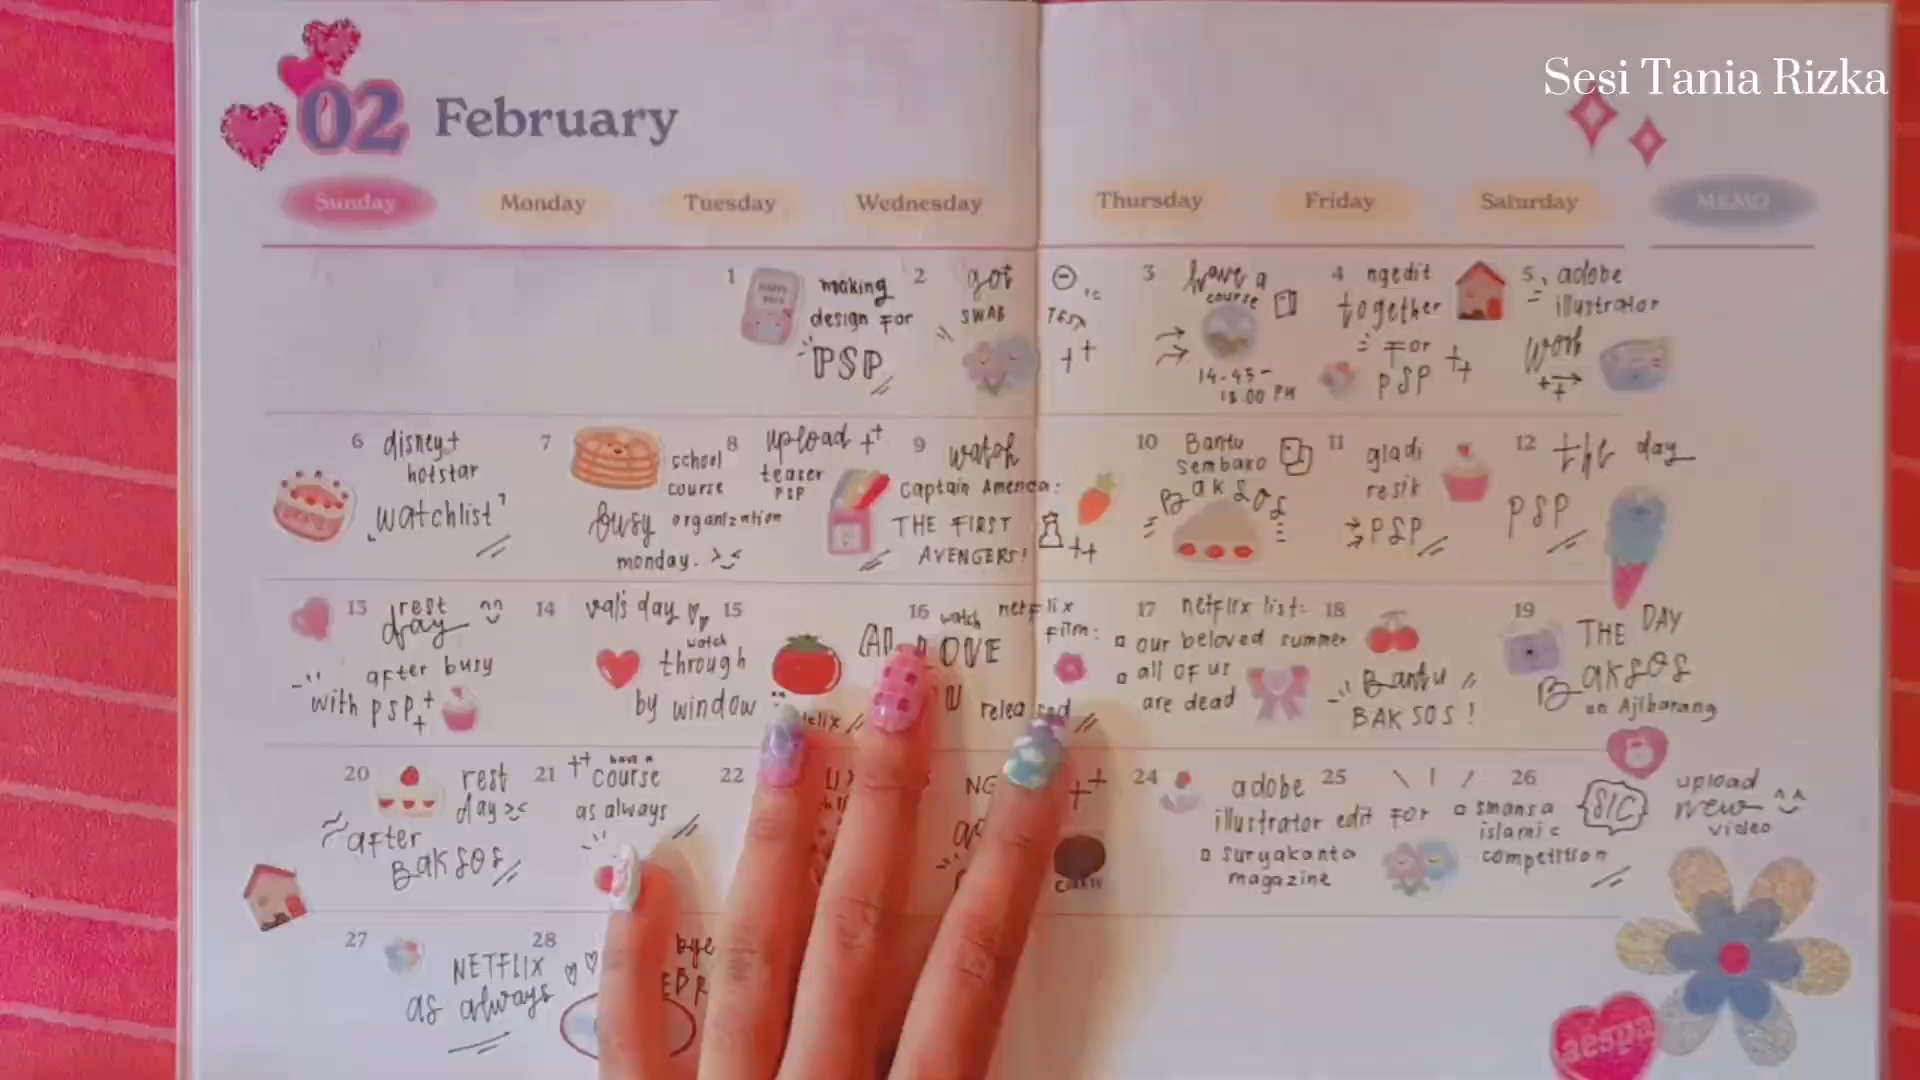 Sesi Tania Rizka
02 February
Sunday Monday Tuesday Wednesday Thursday Friday Saturday MEMO
1
making
design for
PSP
2
got
SWAB
TEST
3
have a
course
14.45-
18.00 PM
4
ngedit
together
For
PSP
5
adobe
illustrator
work
6
disney+
hotstar
watchlist
7
school
course
busy organization
monday.
8
upload
teaser
PSP
9
watch
Captain America:
THE FIRST
AVENGERS!
10
Bantu
Sembako
BakSos
11
gladi
resik
PSP
12
the day
PSP
13
rest
day
after busy
with PSP
14
val's day
watch
through
by window
15
16
watch netflix
Film:
released
17
netflix list:
our beloved summer
all of us
are dead
18
Bantu
BAKSOS!
19
THE DAY
BAKSOS
on Ajibarang
20
rest
day
after
BAKSOS
21
have a
course
as always
22
24
adobe
illustrator edit for
suryakanta
magazine
25
smansa
islamic
competition
26
SIC
upload
new
video
27
NETFLIX
as always
28
bye
aespa